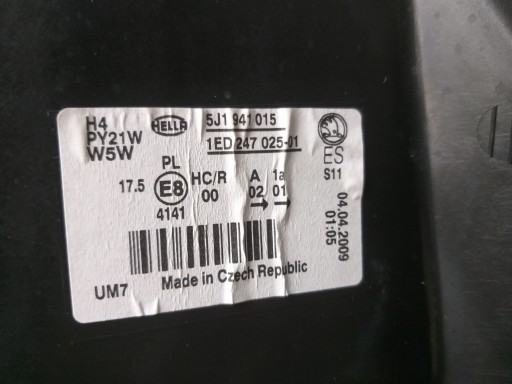 H4
PY21W
W5W
HELLA
5J1 941 015
1ED 247 025-01
ES
S11
PL
17.5
E8
4141
HC/R
00
A
02
1a
01
04.04.2009
01:05
UM7
Made in Czech Republic